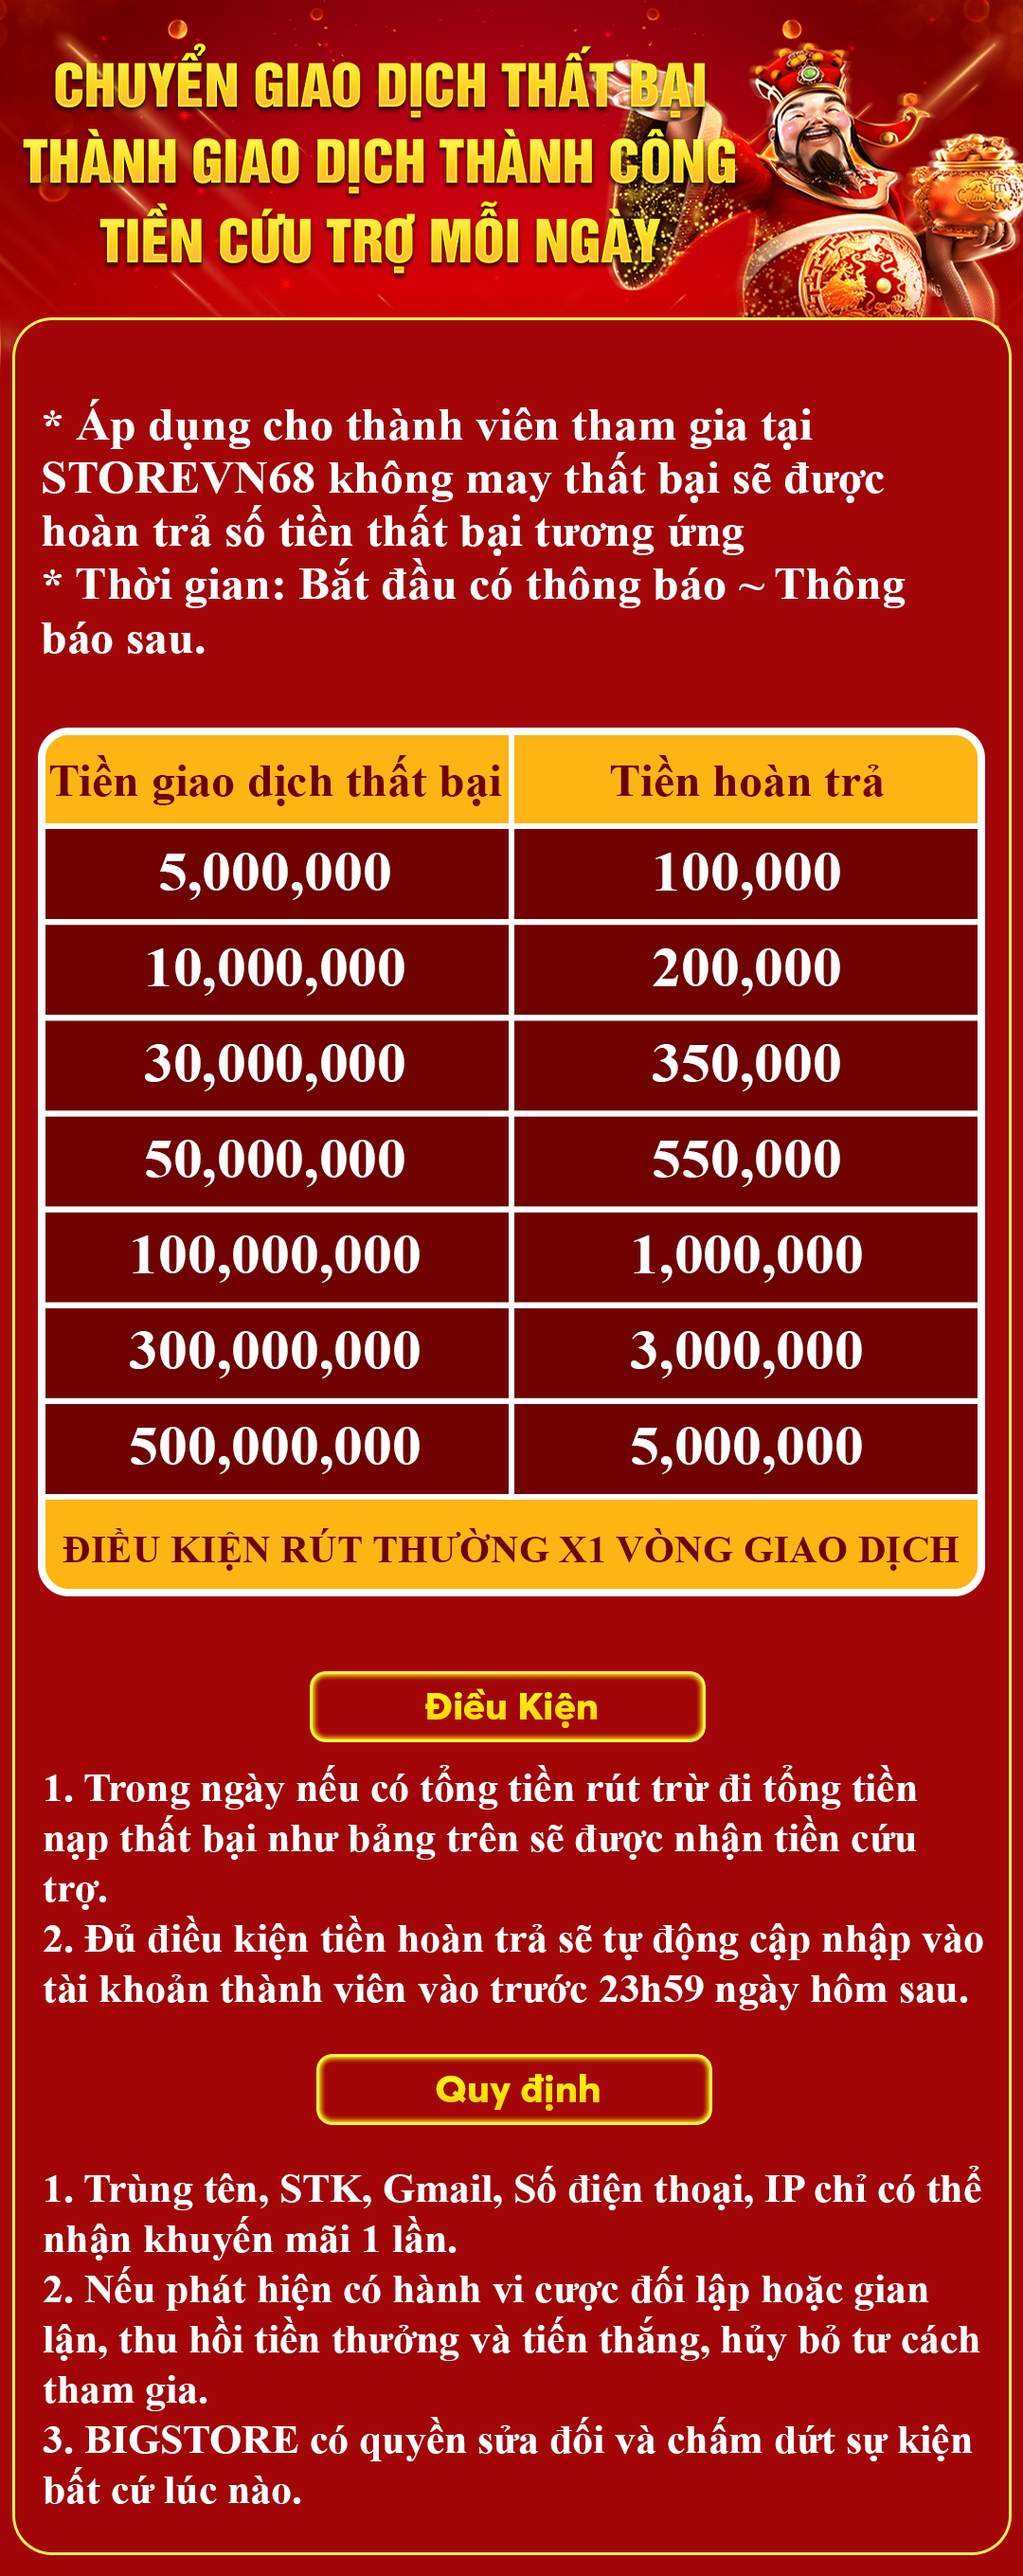 CHUYỂN GIAO DỊCH THẤT BẠI
THÀNH GIAO DỊCH THÀNH CÔNG
TIỀN CỨU TRỢ MỖI NGÀY
* Áp dụng cho thành viên tham gia tại
STOREVN68 không may thất bại sẽ được
hoàn trả số tiền thất bại tương ứng
* Thời gian: Bắt đầu có thông báo ~ Thông
báo sau.
Tiền giao dịch thất bại Tiền hoàn trả
5,000,000 100,000
10,000,000 200,000
30,000,000 350,000
50,000,000 550,000
100,000,000 1,000,000
300,000,000 3,000,000
500,000,000 5,000,000
ĐIỀU KIỆN RÚT THƯỜNG X1 VÒNG GIAO DỊCH
Điều Kiện
1. Trong ngày nếu có tổng tiền rút trừ đi tổng tiền
nạp thất bại như bảng trên sẽ được nhận tiền cứu
trợ.
2. Đủ điều kiện tiền hoàn trả sẽ tự động cập nhập vào
tài khoản thành viên vào trước 23h59 ngày hôm sau.
Quy định
1. Trùng tên, STK, Gmail, Số điện thoại, IP chỉ có thể
nhận khuyến mãi 1 lần.
2. Nếu phát hiện có hành vi cược đối lập hoặc gian
lận, thu hồi tiền thưởng và tiến thắng, hủy bỏ tư cách
tham gia.
3. BIGSTORE có quyền sửa đối và chấm dứt sự kiện
bất cứ lúc nào.